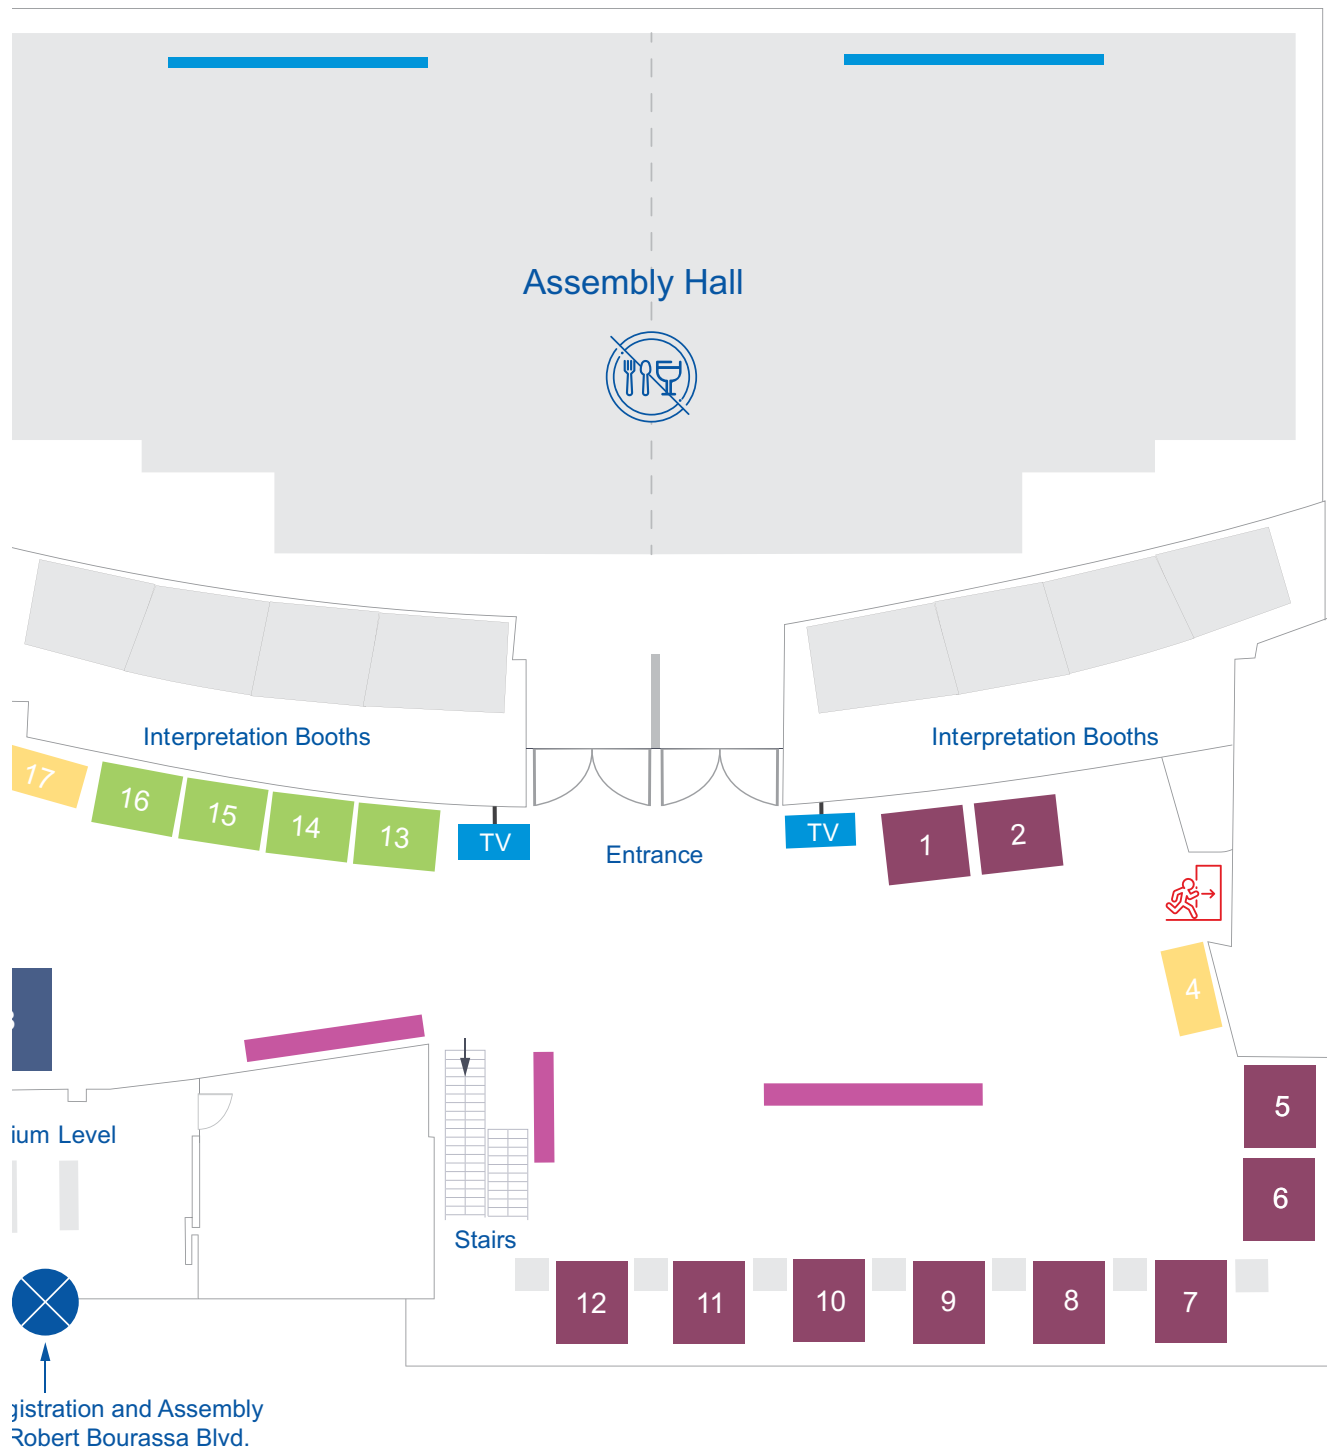 Assembly Hall
Interpretation Booths
Interpretation Booths
17
16
15
14
13
TV
Entrance
TV
1
2
4
5
6
ium Level
Stairs
12
11
10
9
8
7
gistration and Assembly
Robert Bourassa Blvd.